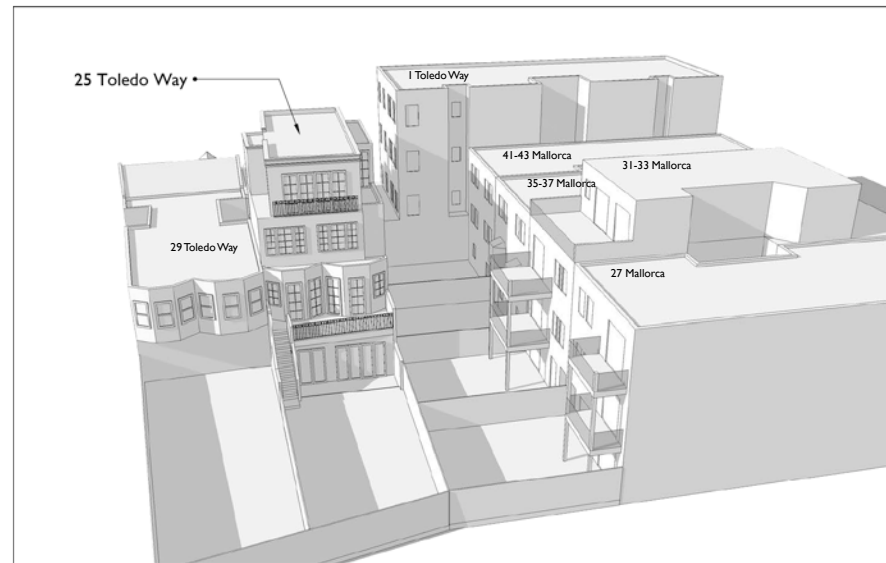 25 Toledo Way
1 Toledo Way
41-43 Mallorca
31-33 Mallorca
35-37 Mallorca
29 Toledo Way
27 Mallorca